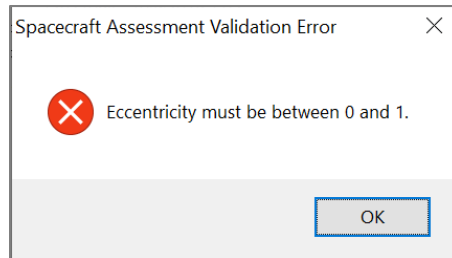 Spacecraft Assessment Validation Error
Eccentricity must be between 0 and 1.
OK